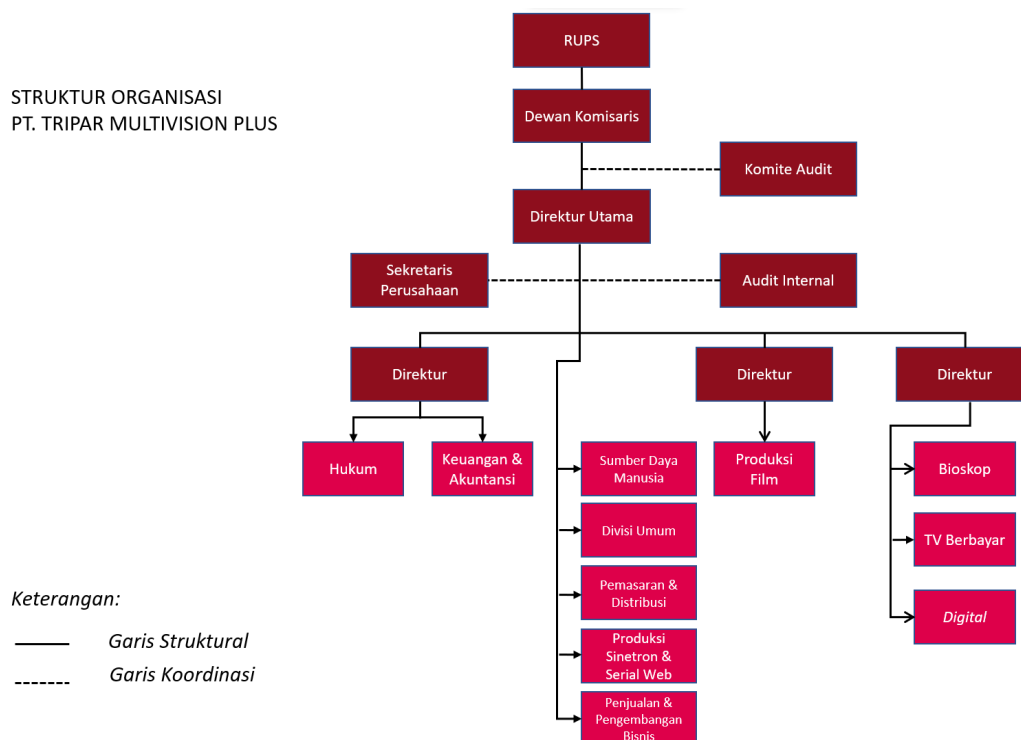 RUPS
STRUKTUR ORGANISASI
PT. TRIPAR MULTIVISION PLUS
Dewan Komisaris
Komite Audit
Direktur Utama
Sekretaris
Perusahaan
Audit Internal
Direktur
Direktur
Direktur
Hukum
Keuangan &
Akuntansi
Sumber Daya
Manusia
Divisi Umum
Pemasaran &
Distribusi
Produksi
Sinetron &
Serial Web
Penjualan &
Pengembangan
Bisnis
Produksi
Film
Bioskop
TV Berbayar
Digital
Keterangan:
Garis Struktural
Garis Koordinasi